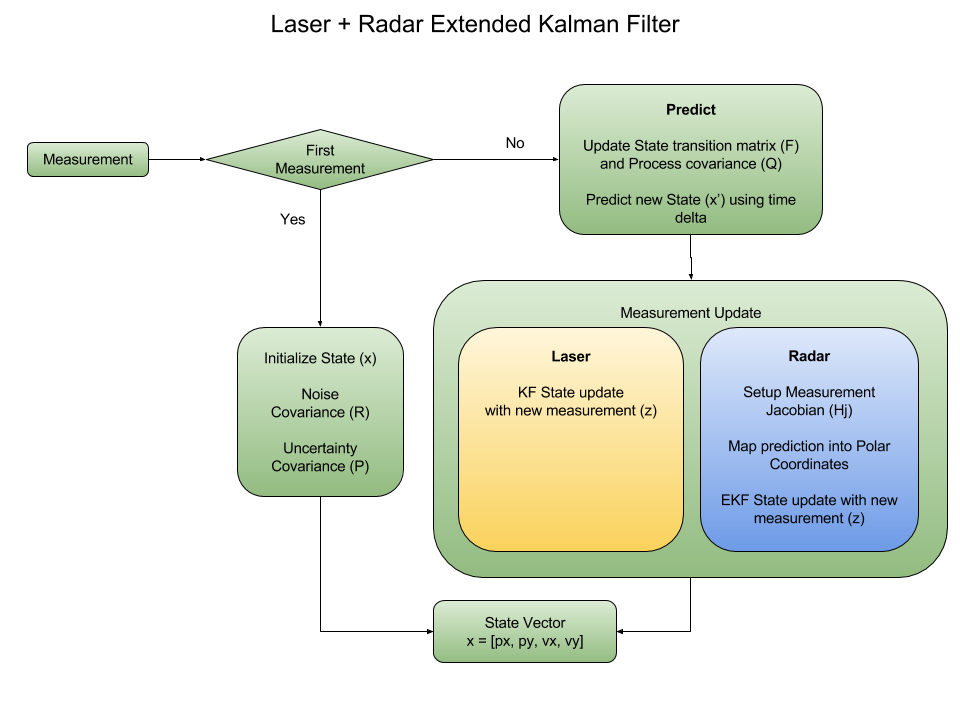 Laser + Radar Extended Kalman Filter
Measurement
First
Measurement
No
Yes
Predict
Update State transition matrix (F)
and Process covariance (Q)
Predict new State (x’) using time
delta
Initialize State (x)
Noise
Covariance (R)
Uncertainty
Covariance (P)
Measurement Update
Laser
KF State update
with new measurement (z)
Radar
Setup Measurement
Jacobian (Hj)
Map prediction into Polar
Coordinates
EKF State update with new
measurement (z)
State Vector
x = [px, py, vx, vy]